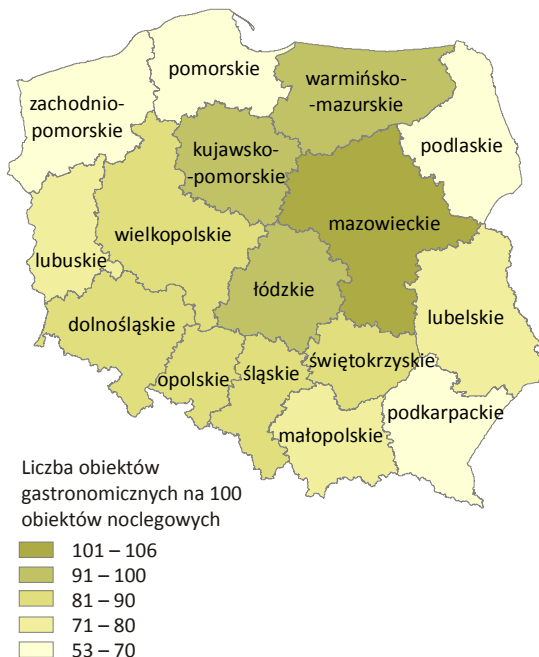 pomorskie
warmińsko-
-mazurskie
zachodnio-
pomorskie
podlaskie
kujawsko-
-pomorskie
mazowieckie
wielkopolskie
lubuskie
łódzkie
lubelskie
dolnośląskie
świętokrzyskie
opolskie
śląskie
podkarpackie
małopolskie
Liczba obiektów
gastronomicznych na 100
obiektów noclegowych
101 – 106
91 – 100
81 – 90
71 – 80
53 – 70